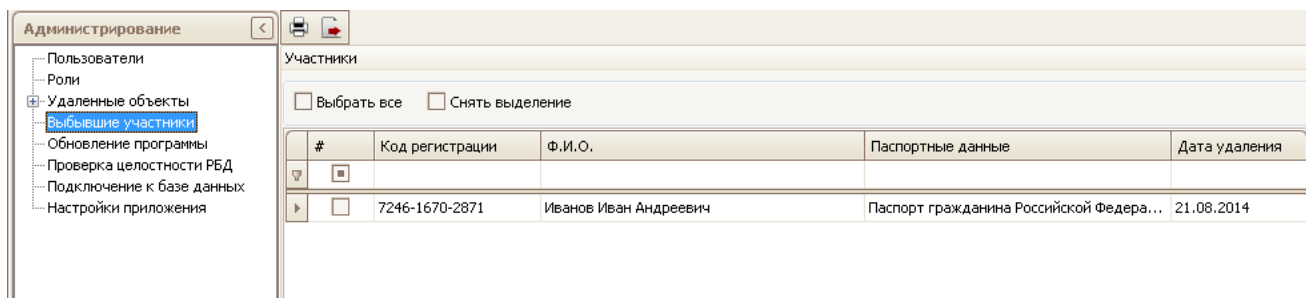 Администрирование
Пользователи
Роли
Удаленные объекты
Выбывшие участники
Обновление программы
Проверка целостности РБД
Подключение к базе данных
Настройки приложения
Участники
Выбрать все Снять выделение
# Код регистрации Ф.И.О. Паспортные данные Дата удаления
7246-1670-2871 Иванов Иван Андреевич Паспорт гражданина Российской Федера... 21.08.2014